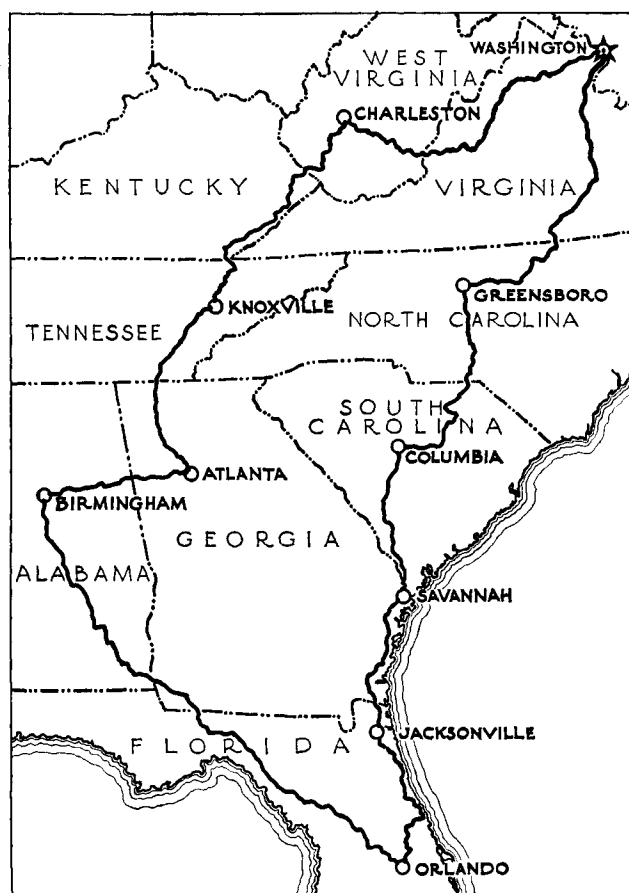 WEST
VIRGINIA
WASHINGTON
CHARLESTON
KENTUCKY
VIRGINIA
KNOXVILLE
GREENSBORO
TENNESSEE
NORTH CAROLINA
SOUTH
CAROLINA
COLUMBIA
ATLANTA
BIRMINGHAM
GEORGIA
ALABAMA
SAVANNAH
JACKSONVILLE
FLORIDA
ORLANDO